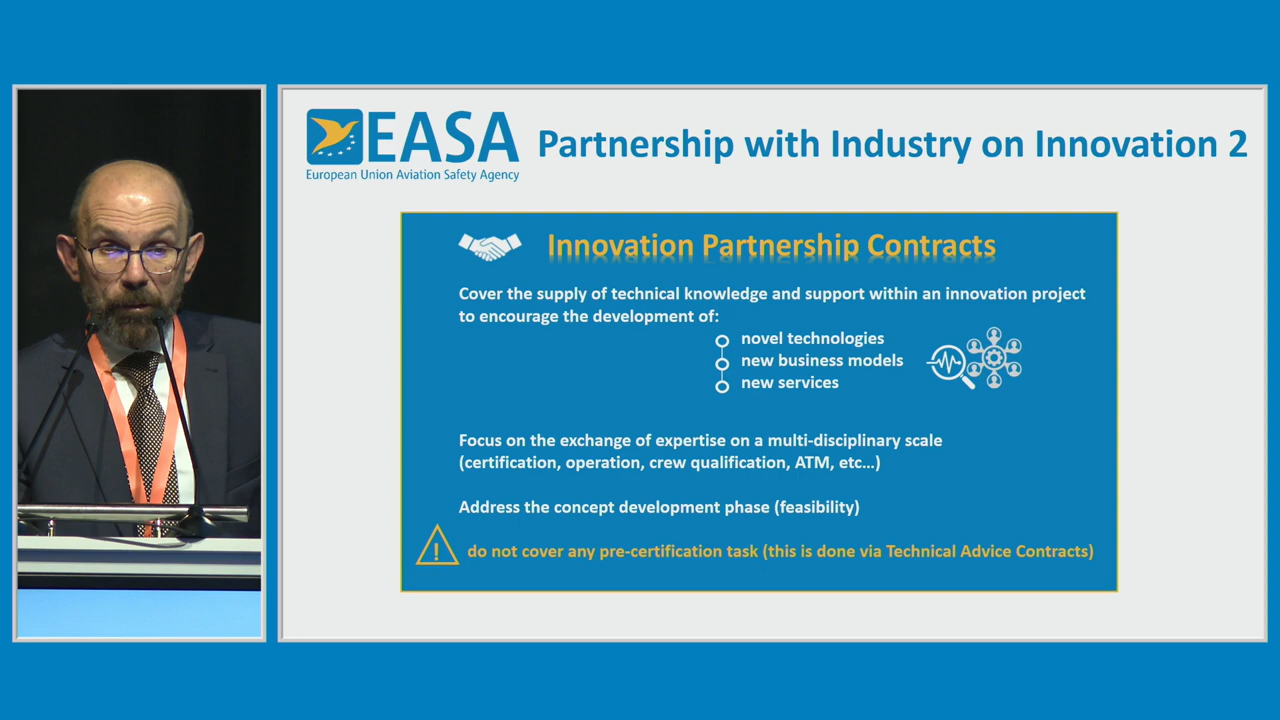 EASA
European Union Aviation Safety Agency
Partnership with Industry on Innovation 2
Innovation Partnership Contracts
Cover the supply of technical knowledge and support within an innovation project
to encourage the development of:
novel technologies
new business models
new services
Focus on the exchange of expertise on a multi-disciplinary scale
(certification, operation, crew qualification, ATM, etc…)
Address the concept development phase (feasibility)
do not cover any pre-certification task (this is done via Technical Advice Contracts)